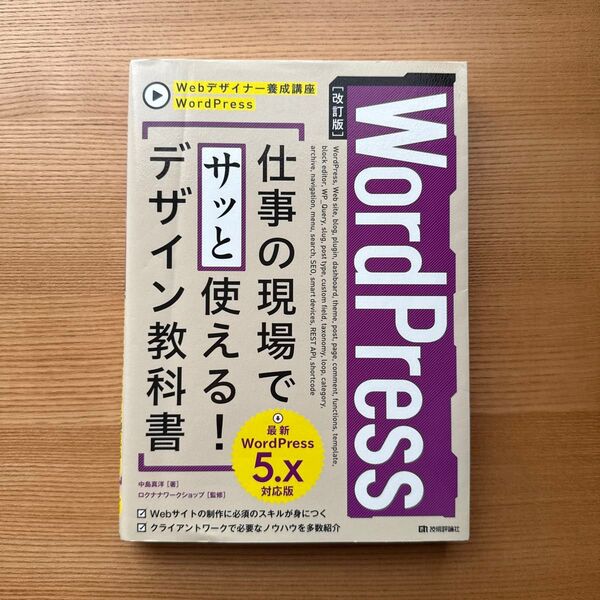 Webデザイナー養成講座
WordPress
WordPress
[改訂版]
WordPress, Web site, blog, plugin, dashboard, theme, post, page, comment, functions, template,
block editor, WP_Query, slug, post type, custom field, taxonomy, loop, category,
archive, navigation, menu, search, SEO, smart devices, REST API, shortcode
仕事の現場で
サッと使える!
デザイン教科書
最新
WordPress
5.x
対応版
中島真洋[著]
ロクナナワークショップ[監修]
Webサイトの制作に必須のスキルが身につく
クライアントワークで必要なノウハウを多数紹介
技術評論社